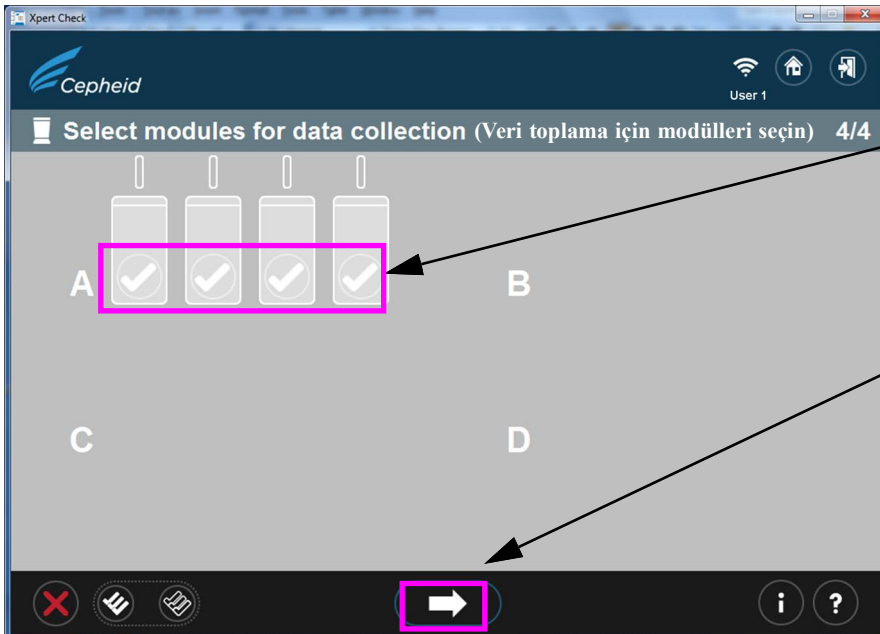 Xpert Check
Cepheid
User 1
Select modules for data collection (Veri toplama için modülleri seçin) 4/4
A
B
C
D
i ?